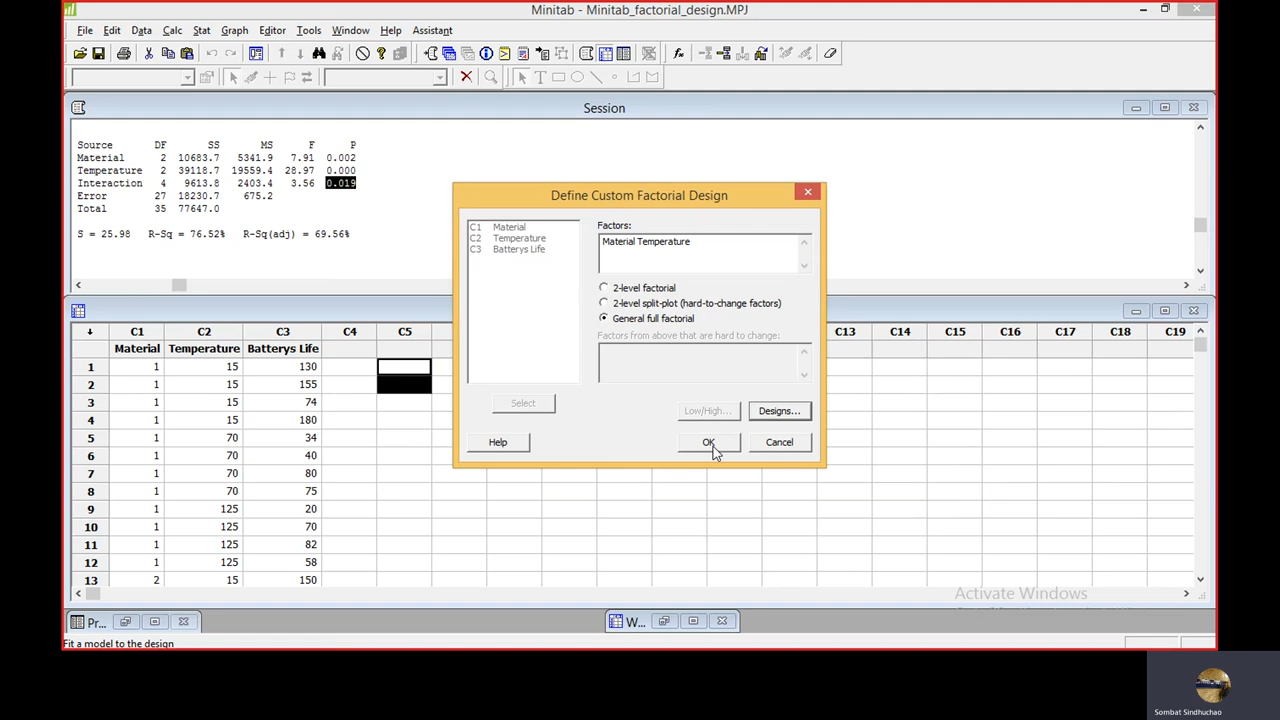 Minitab - Minitab_factorial_design.MPJ
File Edit Data Calc Stat Graph Editor Tools Window Help Assistant
Session
Source DF SS MS F P
Material 2 10683.7 5341.9 7.91 0.002
Temperature 2 39118.7 19559.4 28.97 0.000
Interaction 4 9613.8 2403.4 3.56 0.019
Error 27 18230.7 675.2
Total 35 77647.0
S = 25.98 R-Sq = 76.52% R-Sq(adj) = 69.56%
Define Custom Factorial Design
C1 Material
C2 Temperature
C3 Batterys Life
Factors:
Material Temperature
2-level factorial
2-level split-plot (hard-to-change factors)
General full factorial
Factors from above that are hard to change:
Select
Low/High...
Designs...
Help
OK
Cancel
C1 C2 C3 C4 C5 C13 C14 C15 C16 C17 C18 C19
Material Temperature Batterys Life
1 1 15 130
2 1 15 155
3 1 15 74
4 1 15 180
5 1 70 34
6 1 70 40
7 1 70 80
8 1 70 75
9 1 125 20
10 1 125 70
11 1 125 82
12 1 125 58
13 2 15 150
Activate Windows
Pr...
W...
Fit a model to the design
Sombat Sindhuchao